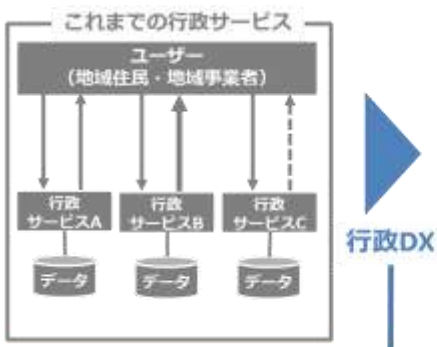 これまでの行政サービス
ユーザー
（地域住民・地域事業者）
行政
サービスA
行政
サービスB
行政
サービスC
データ
データ
データ
行政DX